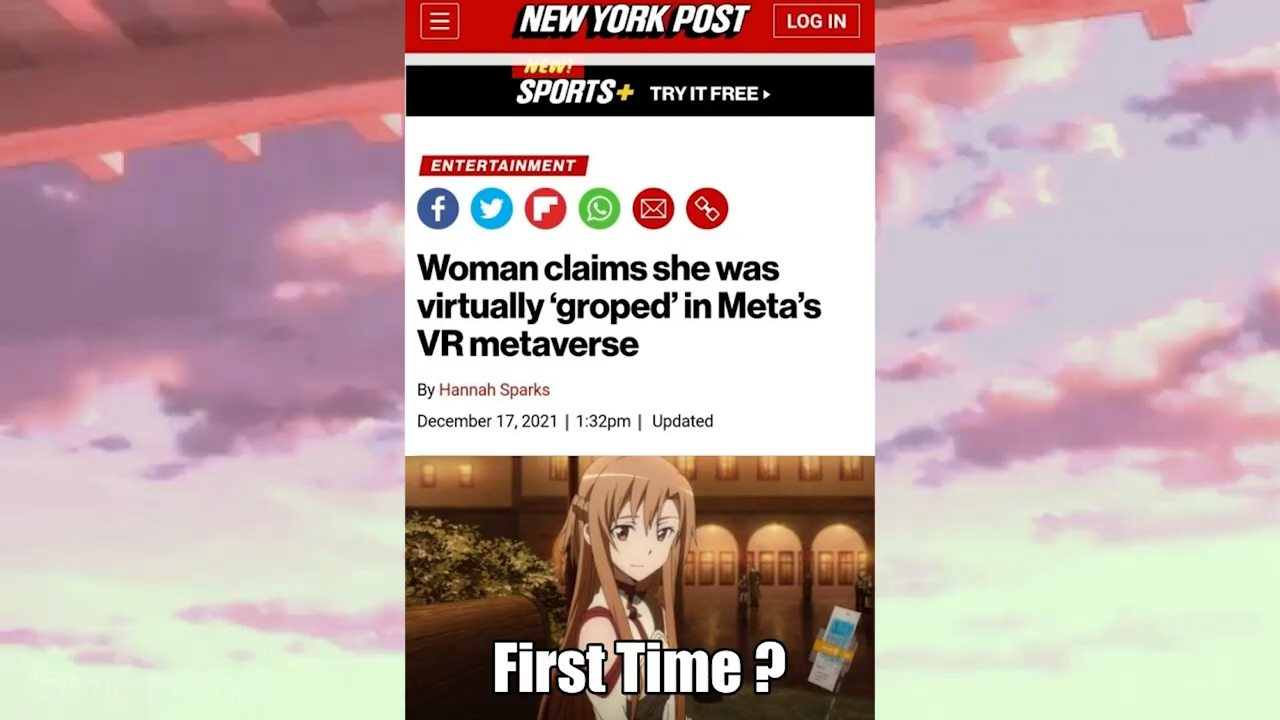 NEW YORK POST
LOG IN
NEW!
SPORTS+ TRY IT FREE
ENTERTAINMENT
Woman claims she was
virtually ‘groped’ in Meta’s
VR metaverse
By Hannah Sparks
December 17, 2021 | 1:32pm | Updated
First Time ?